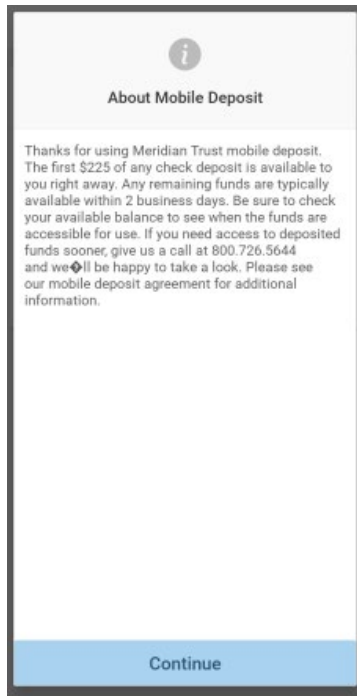 About Mobile Deposit
Thanks for using Meridian Trust mobile deposit.
The first $225 of any check deposit is available to
you right away. Any remaining funds are typically
available within 2 business days. Be sure to check
your available balance to see when the funds are
accessible for use. If you need access to deposited
funds sooner, give us a call at 800.726.5644
and we�ll be happy to take a look. Please see
our mobile deposit agreement for additional
information.
Continue